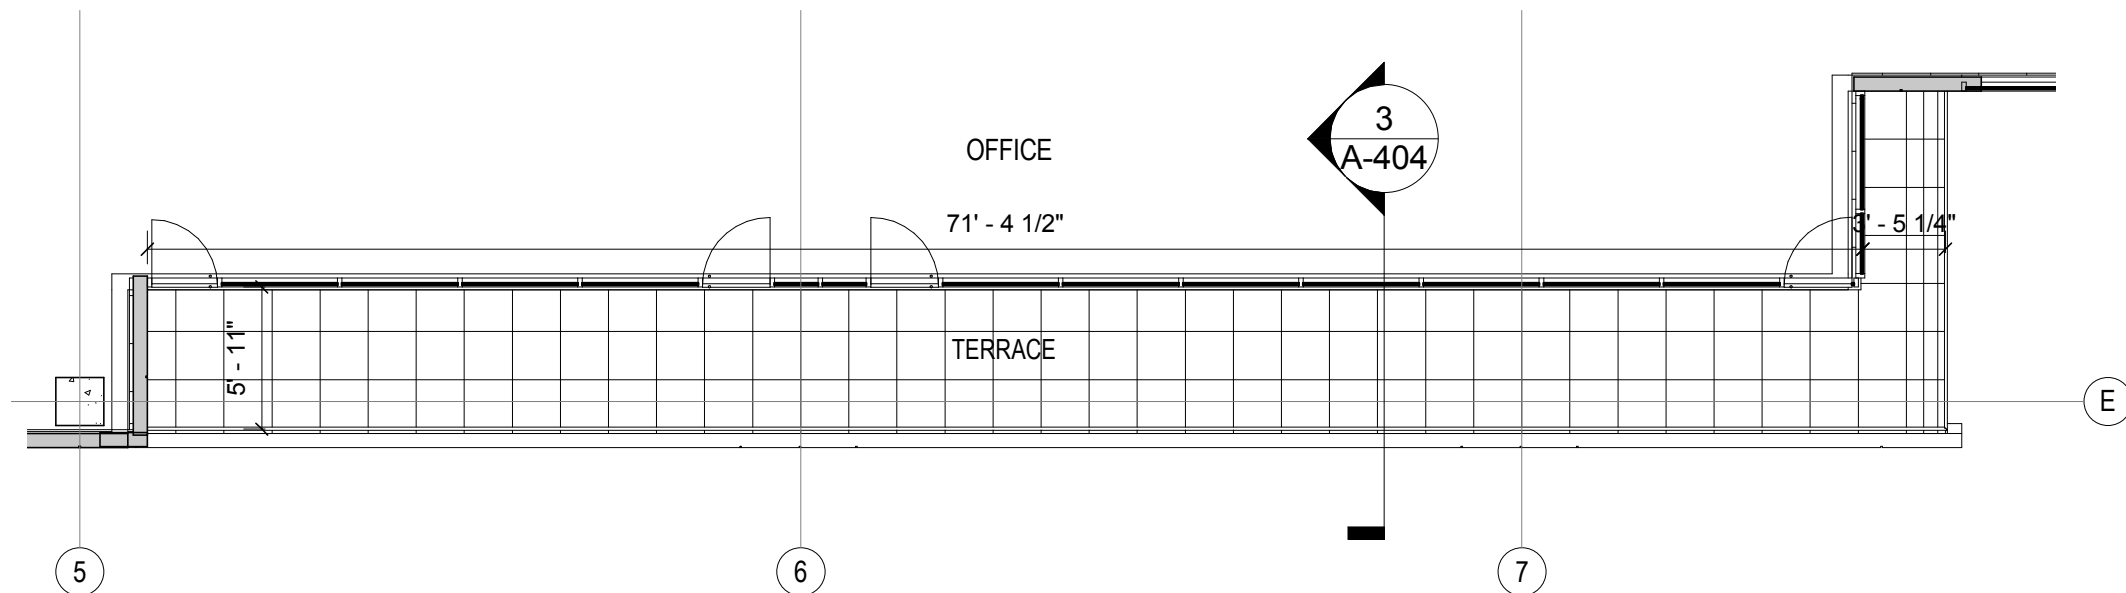 3
A-404
OFFICE
71' - 4 1/2"
3' - 5 1/4"
5' - 11"
TERRACE
E
5
6
7